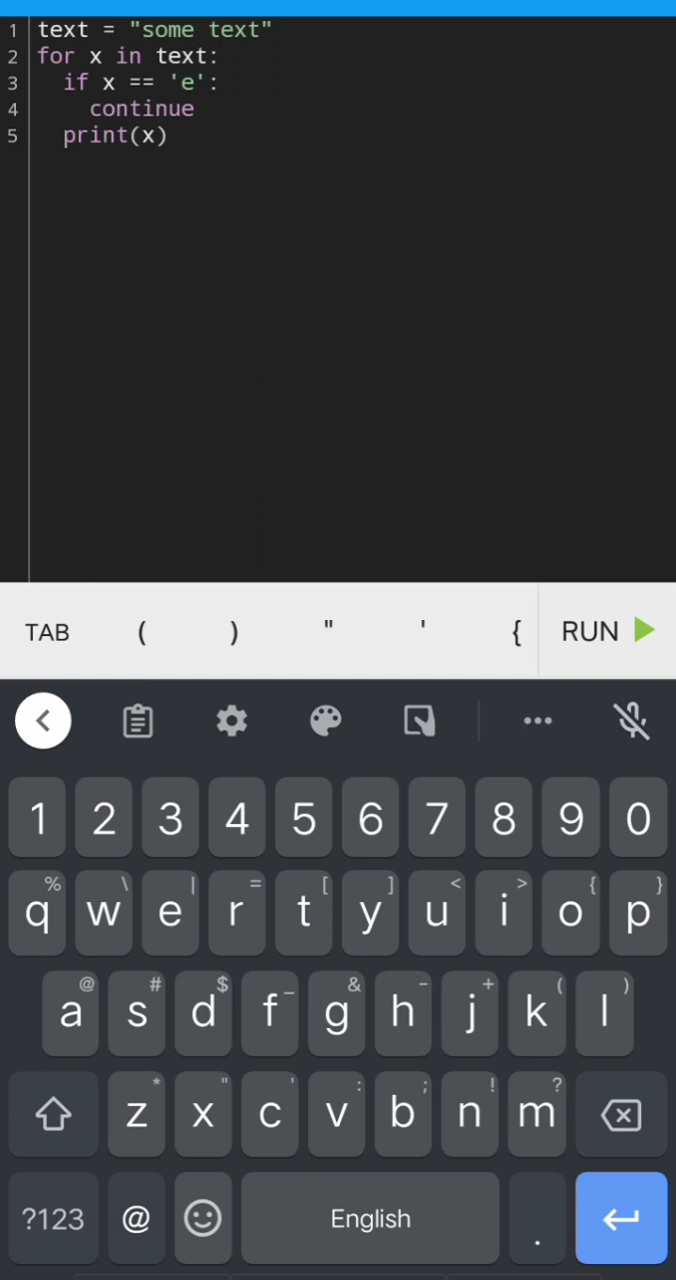 1 text = "some text"
2 for x in text:
3   if x == 'e':
4     continue
5   print(x)
TAB ( ) " ' { RUN
1 2 3 4 5 6 7 8 9 0
% \ | = [ ] < > { }
q w e r t y u i o p
@ # $ _ & - + ( )
a s d f g h j k l
* " ' : ; ! ?
z x c v b n m
?123 @ English .